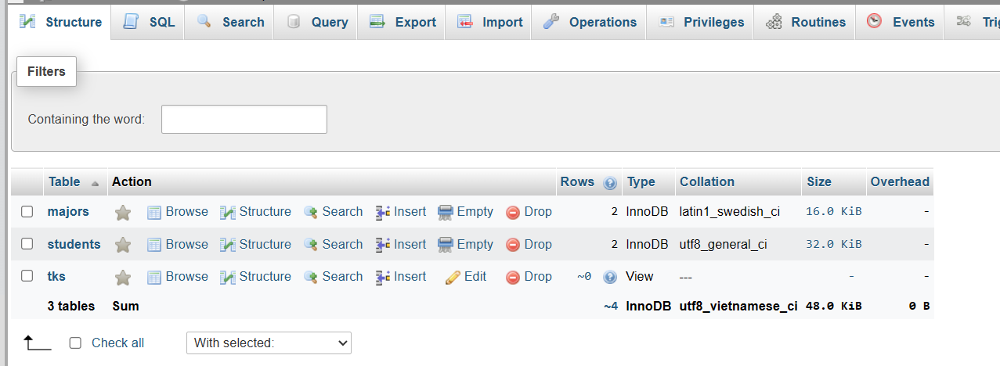 Structure SQL Search Query Export Import Operations Privileges Routines Events
Filters
Containing the word:
Table Action Rows Type Collation Size Overhead
majors Browse Structure Search Insert Empty Drop 2 InnoDB latin1_swedish_ci 16.0 KiB -
students Browse Structure Search Insert Empty Drop 2 InnoDB utf8_general_ci 32.0 KiB -
tks Browse Structure Search Insert Edit Drop ~0 View --- - -
3 tables Sum ~4 InnoDB utf8_vietnamese_ci 48.0 KiB 0 B
Check all With selected: